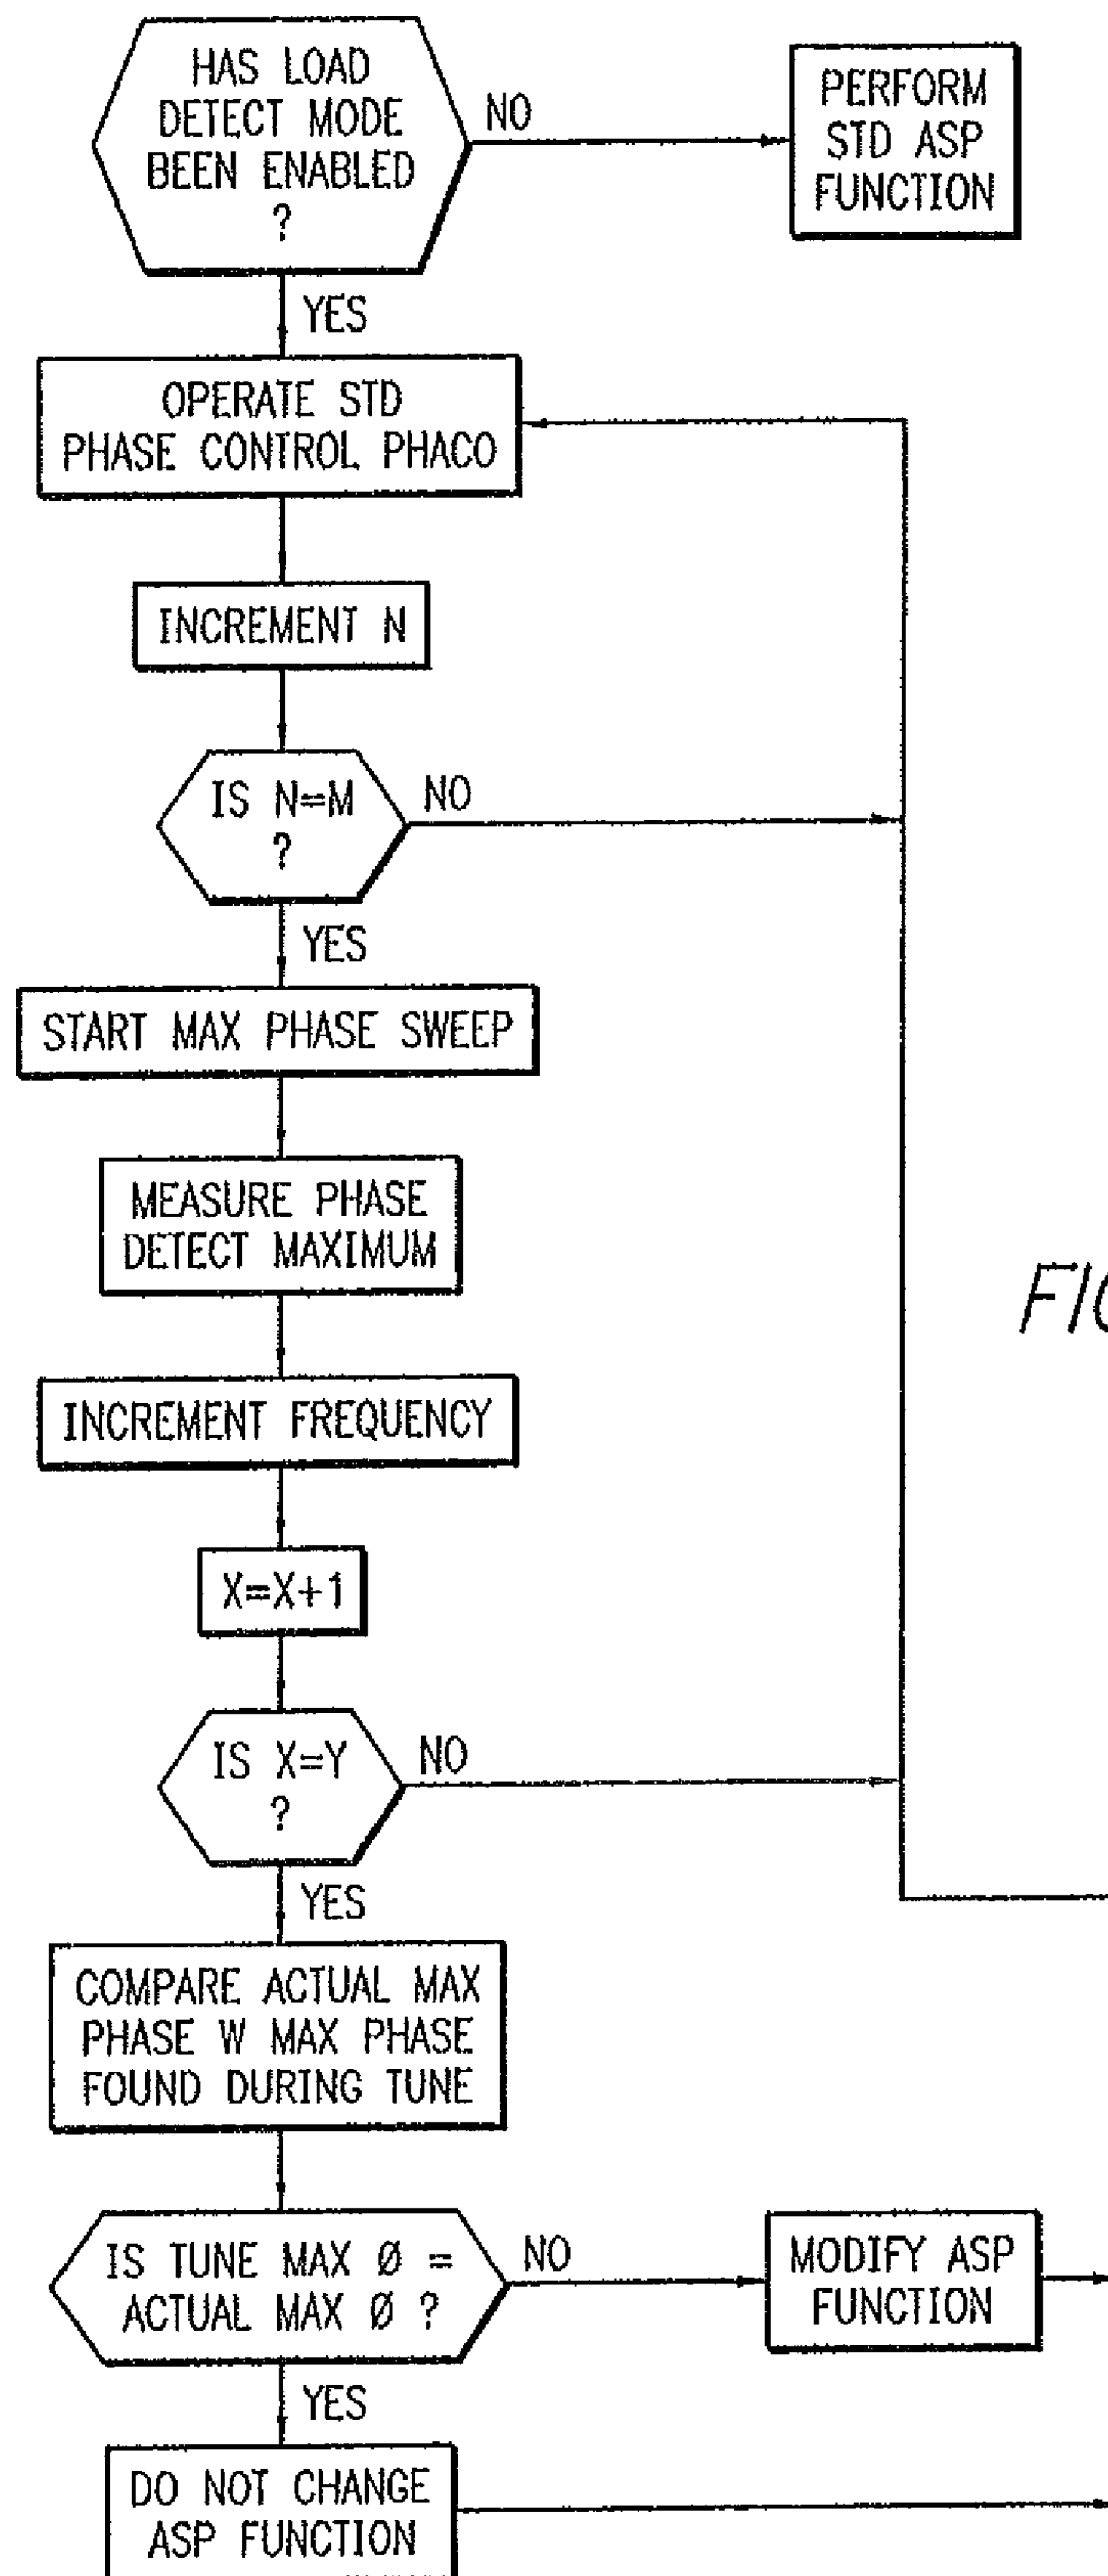 HAS LOAD
DETECT MODE
BEEN ENABLED
?
NO
PERFORM
STD ASP
FUNCTION
YES
OPERATE STD
PHASE CONTROL PHACO
INCREMENT N
IS N=M
?
NO
YES
START MAX PHASE SWEEP
MEASURE PHASE
DETECT MAXIMUM
INCREMENT FREQUENCY
X=X+1
IS X=Y
?
NO
YES
COMPARE ACTUAL MAX
PHASE W MAX PHASE
FOUND DURING TUNE
IS TUNE MAX Ø =
ACTUAL MAX Ø ?
NO
MODIFY ASP
FUNCTION
YES
DO NOT CHANGE
ASP FUNCTION